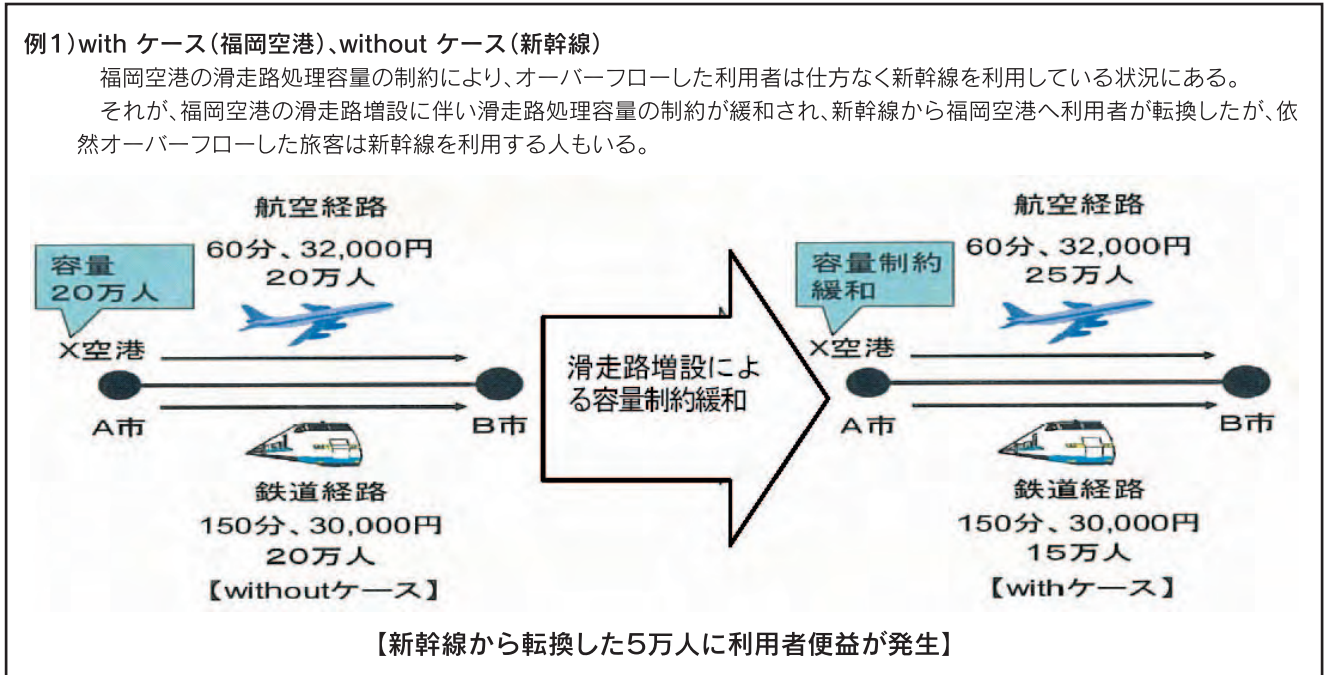 例1)with ケース(福岡空港)、without ケース(新幹線)
福岡空港の滑走路処理容量の制約により、オーバーフローした利用者は仕方なく新幹線を利用している状況にある。
それが、福岡空港の滑走路増設に伴い滑走路処理容量の制約が緩和され、新幹線から福岡空港へ利用者が転換したが、依
然オーバーフローした旅客は新幹線を利用する人もいる。
航空経路
60分、32,000円
20万人
容量
20万人
X空港
A市
B市
鉄道経路
150分、30,000円
20万人
【withoutケース】
滑走路増設によ
る容量制約緩和
航空経路
60分、32,000円
25万人
容量制約
緩和
X空港
A市
B市
鉄道経路
150分、30,000円
15万人
【withケース】
【新幹線から転換した5万人に利用者便益が発生】